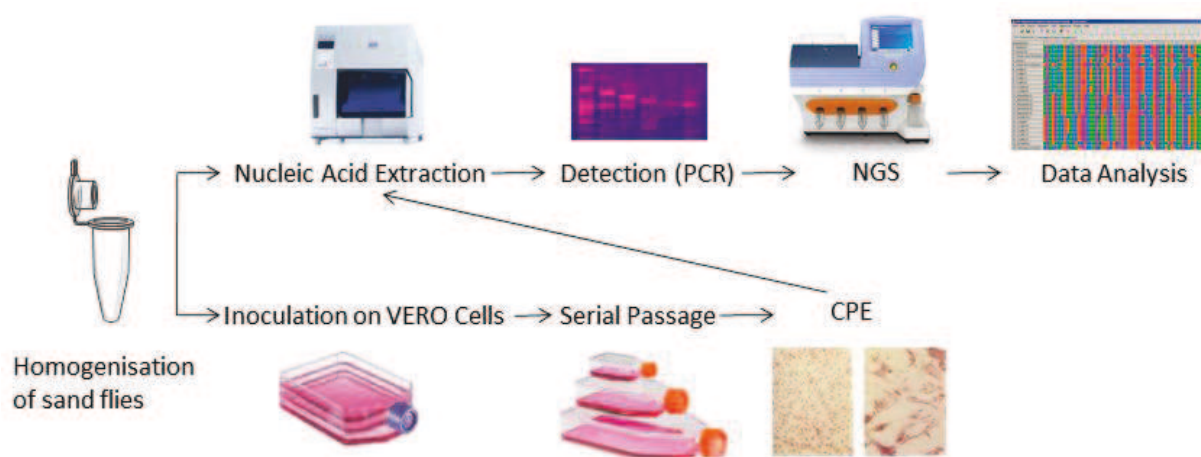 Nucleic Acid Extraction
Detection (PCR)
NGS
Data Analysis
Inoculation on VERO Cells
Serial Passage
CPE
Homogenisation
of sand flies